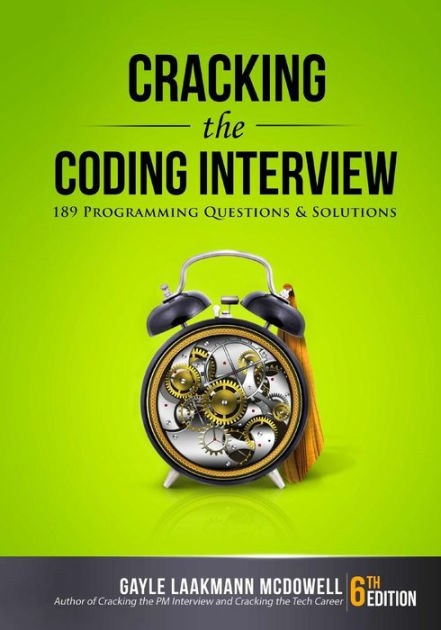 CRACKING
the
CODING INTERVIEW
189 PROGRAMMING QUESTIONS & SOLUTIONS
GAYLE LAAKMANN MCDOWELL
Author of Cracking the PM Interview and Cracking the Tech Career
6TH
EDITION